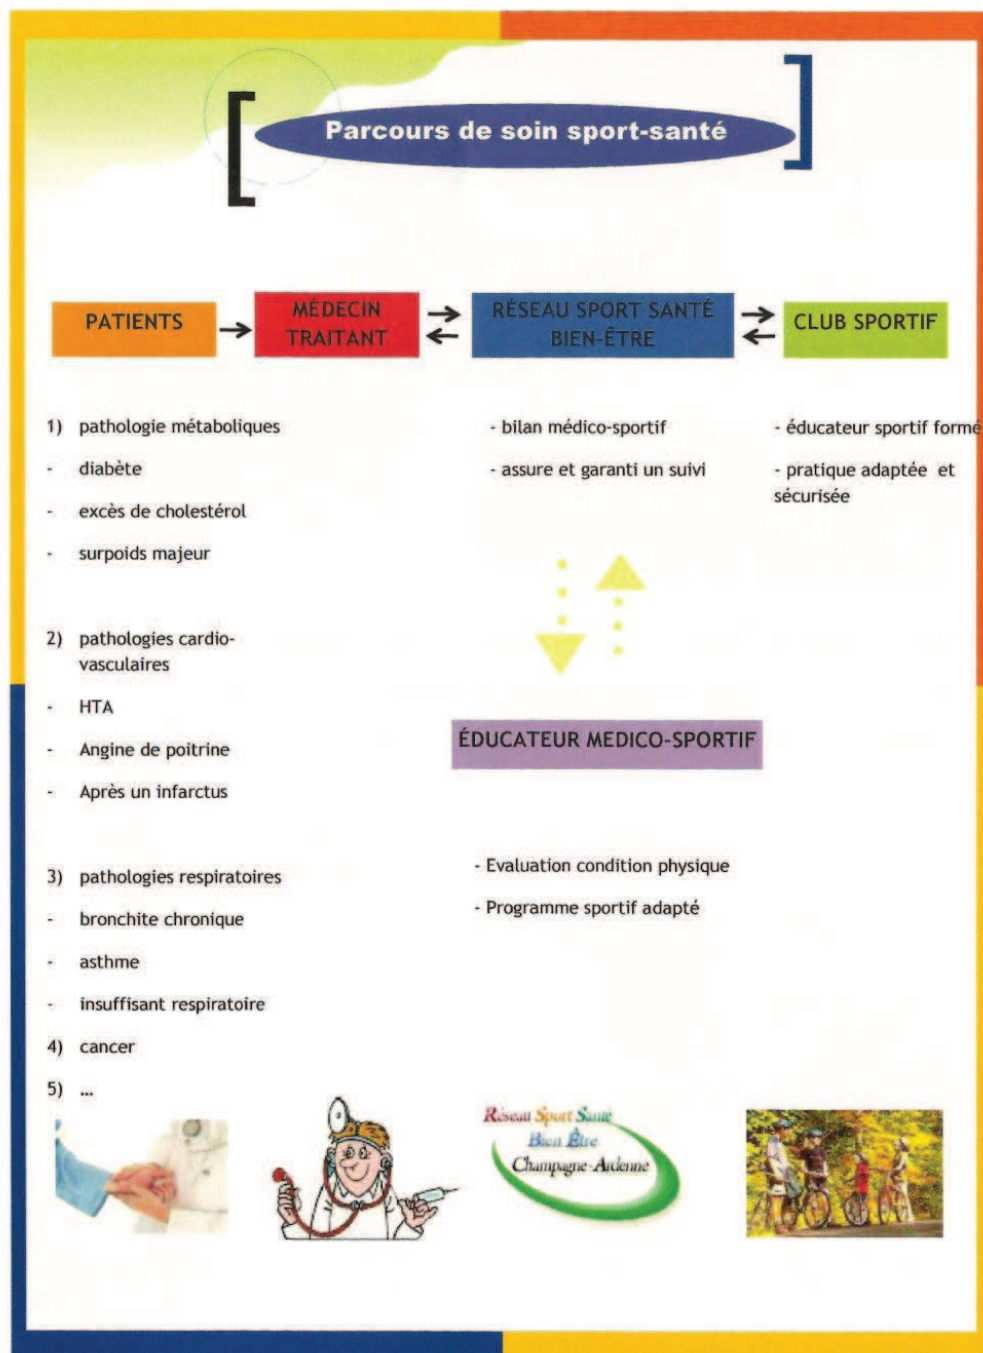 Parcours de soin sport-santé
PATIENTS
MÉDECIN
TRAITANT
RÉSEAU SPORT SANTÉ
BIEN-ÊTRE
CLUB SPORTIF
1) pathologie métaboliques
- diabète
- excès de cholestérol
- surpoids majeur
2) pathologies cardio-
vasculaires
- HTA
- Angine de poitrine
- Après un infarctus
3) pathologies respiratoires
- bronchite chronique
- asthme
- insuffisant respiratoire
4) cancer
5) ...
- bilan médico-sportif
- assure et garanti un suivi
- éducateur sportif formé
- pratique adaptée et
sécurisée
ÉDUCATEUR MEDICO-SPORTIF
- Evaluation condition physique
- Programme sportif adapté
Réseau Sport Santé
Bien Être
Champagne-Ardenne